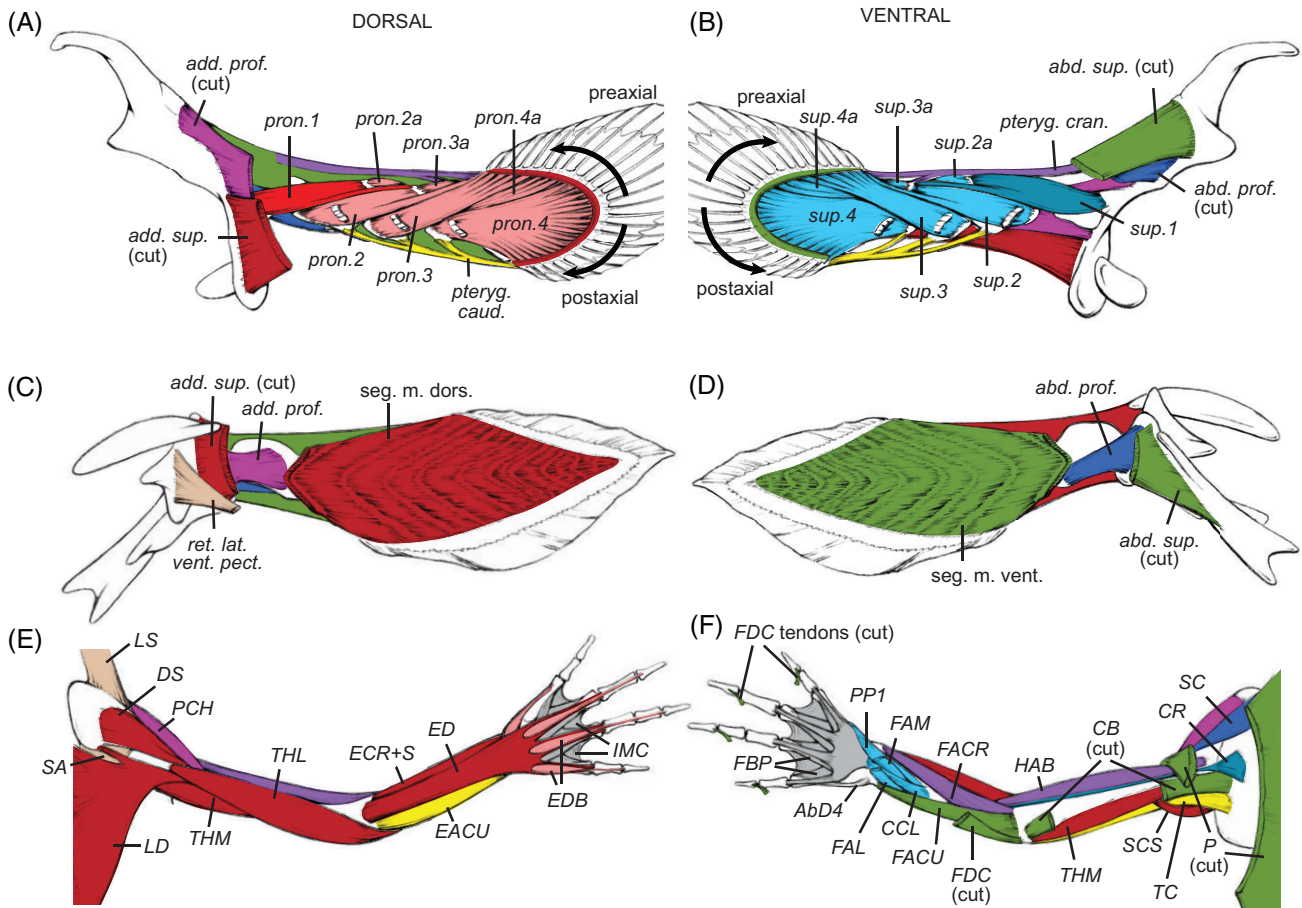 (A)
DORSAL
add. prof.
(cut)
pron.1
pron.2a
pron.3a
pron.4a
preaxial
add. sup.
(cut)
pron.2
pron.3
pron.4
pteryg.
caud.
postaxial
(B)
VENTRAL
preaxial
sup.4a
sup.3a
sup.2a
pteryg. cran.
abd. sup. (cut)
abd. prof.
(cut)
sup.4
sup.1
sup.2
sup.3
postaxial
(C)
add. sup. (cut)
add. prof.
seg. m. dors.
ret. lat.
vent. pect.
(D)
abd. prof.
abd. sup.
(cut)
seg. m. vent.
(E)
LS
DS
PCH
SA
THL
THM
LD
ECR+S
ED
EACU
IMC
EDB
(F)
FDC tendons (cut)
PP1
FAM
FACR
FBP
AbD4
FAL
CCL
FACU
FDC
(cut)
HAB
CB
(cut)
CR
SC
THM
SCS
TC
P
(cut)